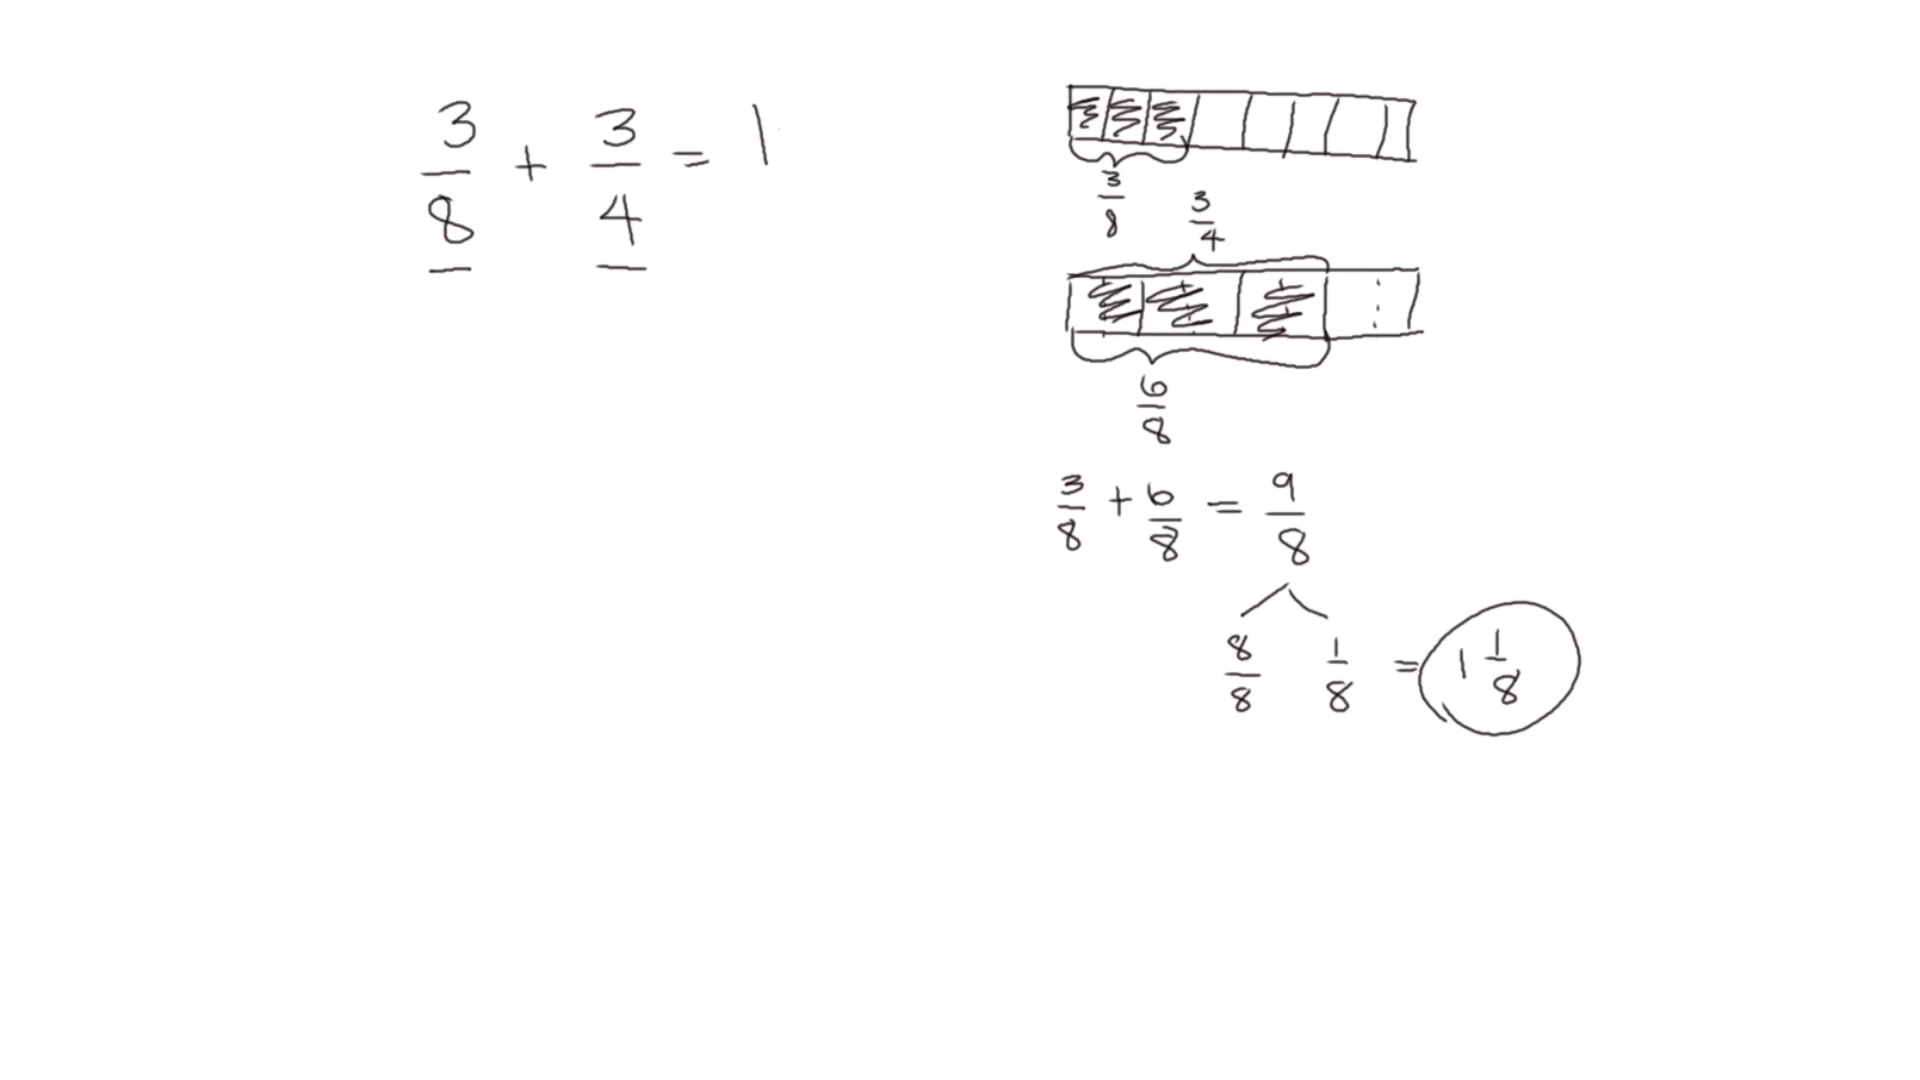 3/8 + 3/4 = 1
3/8
3/4
6/8
3/8 + 6/8 = 9/8
8/8 1/8 = 1 1/8